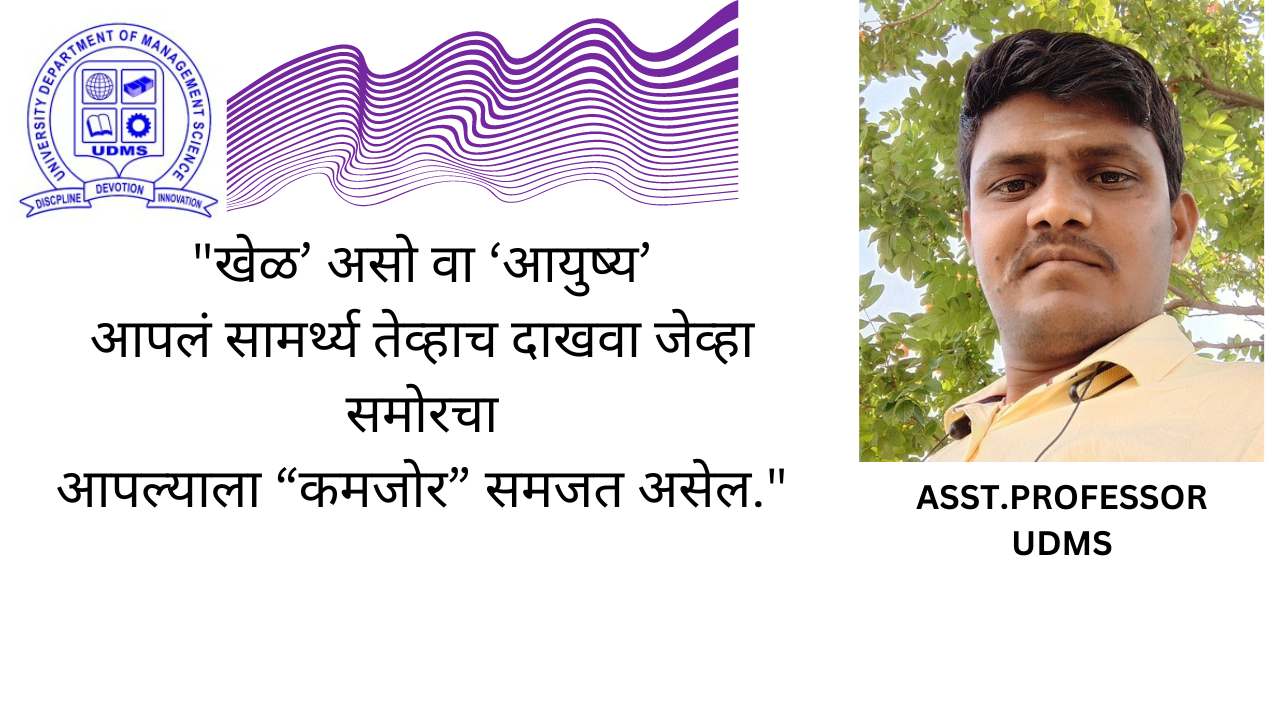 UNIVERSITY DEPARTMENT OF MANAGEMENT SCIENCE
UDMS
DISCPLINE DEVOTION INNOVATION
"खेळ’ असो वा ‘आयुष्य’
आपलं सामर्थ्य तेव्हाच दाखवा जेव्हा
समोरचा
आपल्याला “कमजोर” समजत असेल."
ASST.PROFESSOR
UDMS